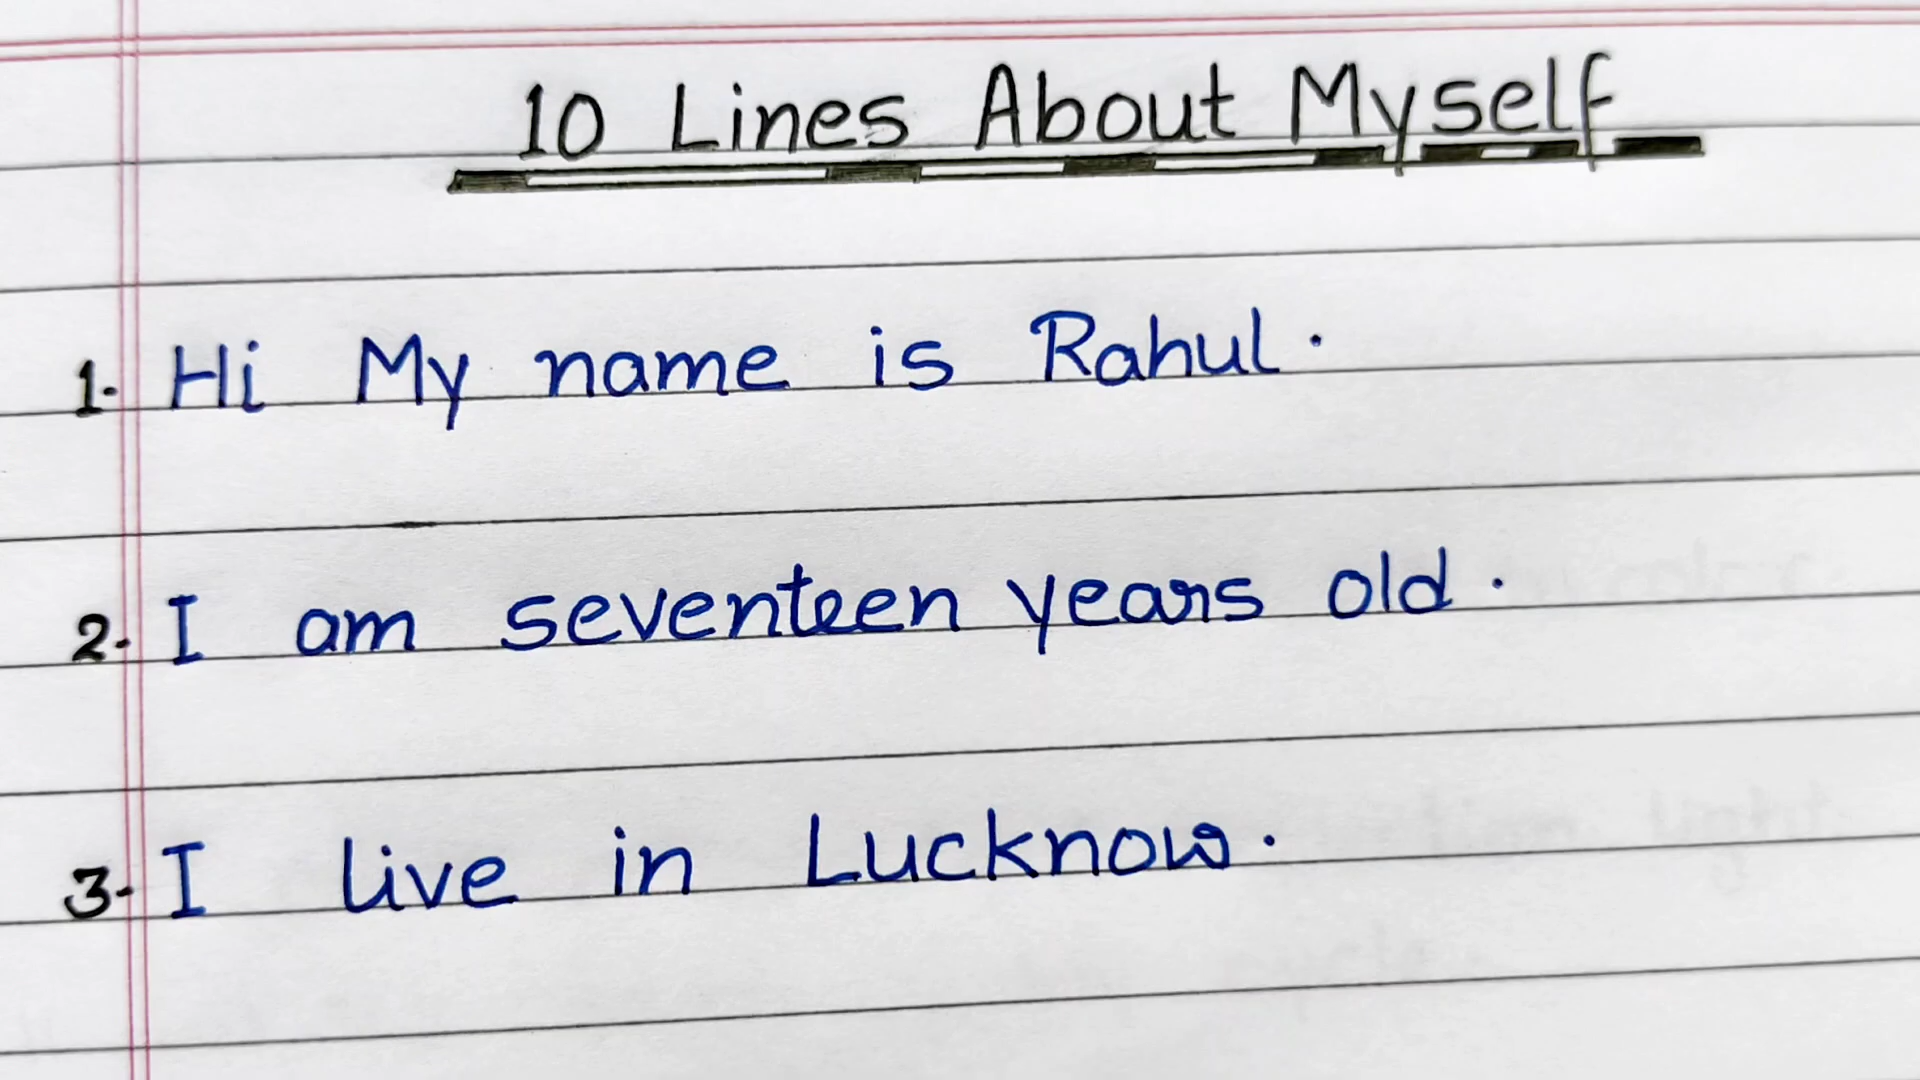 10 Lines About Myself
1. Hi My name is Rahul.
2. I am seventeen years old.
3. I live in Lucknow.